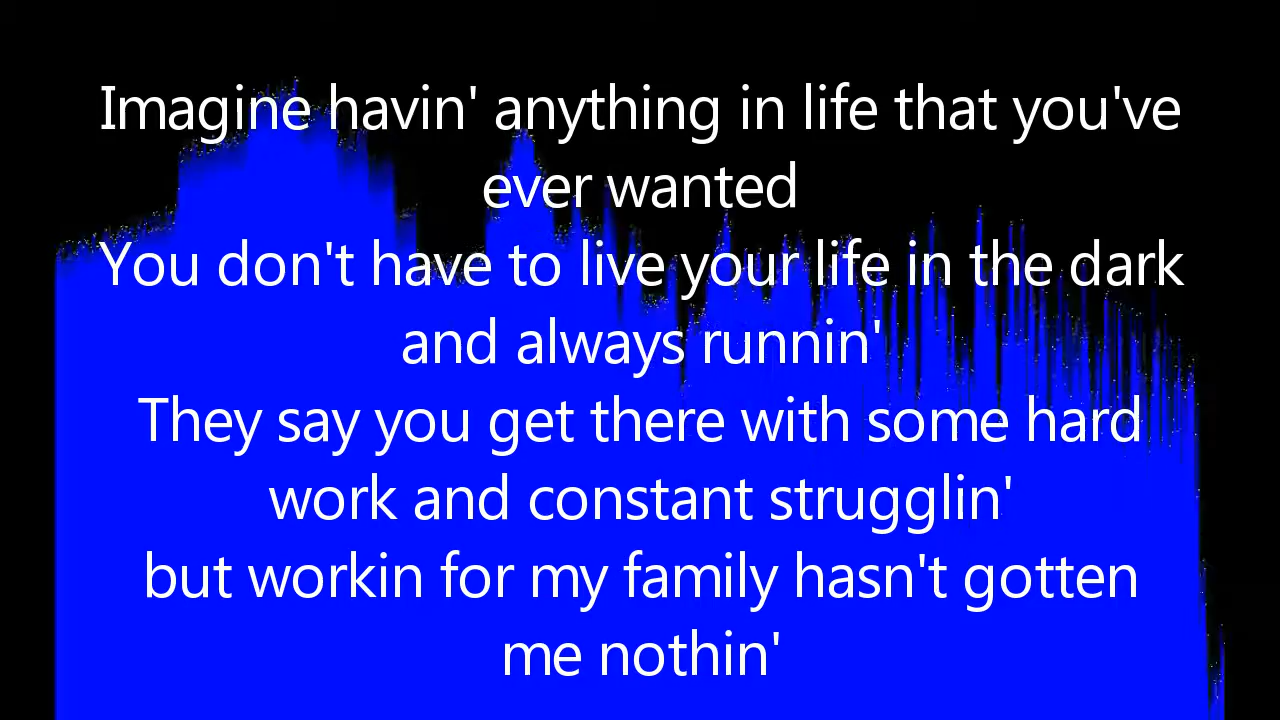 Imagine havin' anything in life that you've
ever wanted
You don't have to live your life in the dark
and always runnin'
They say you get there with some hard
work and constant strugglin'
but workin for my family hasn't gotten
me nothin'